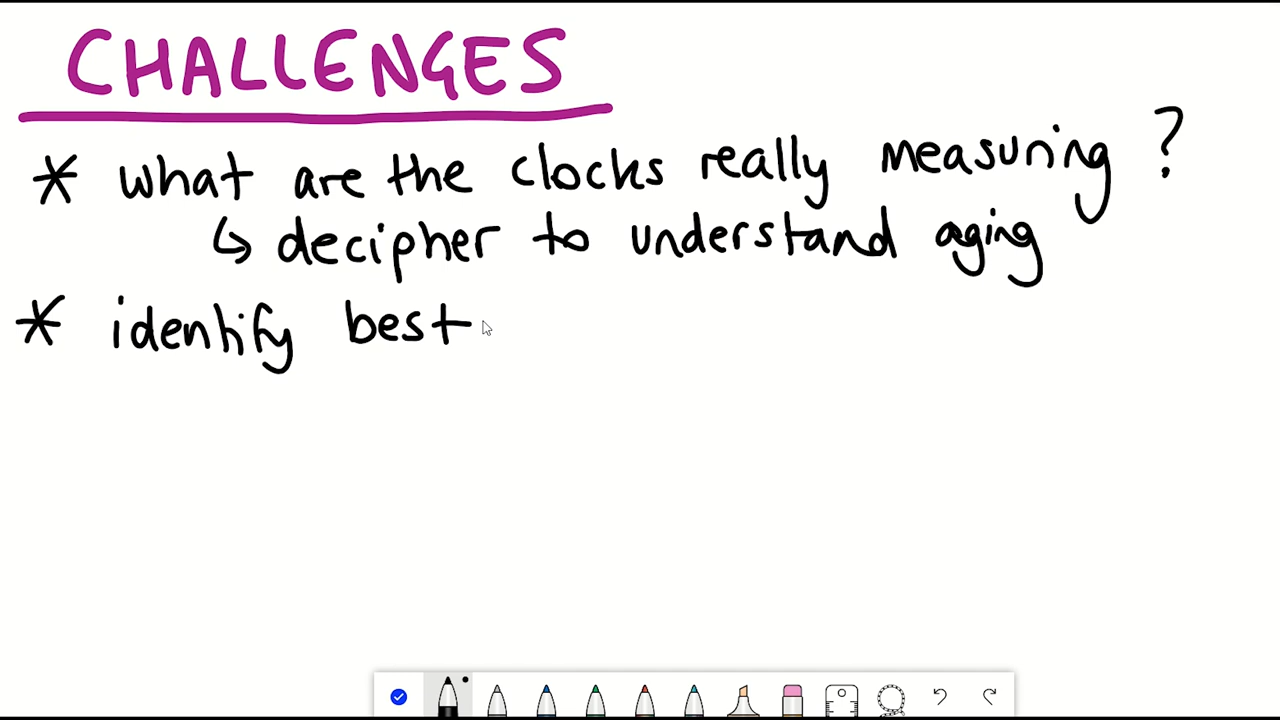 CHALLENGES
* what are the clocks really measuring ?
↳ decipher to understand aging
* identify best